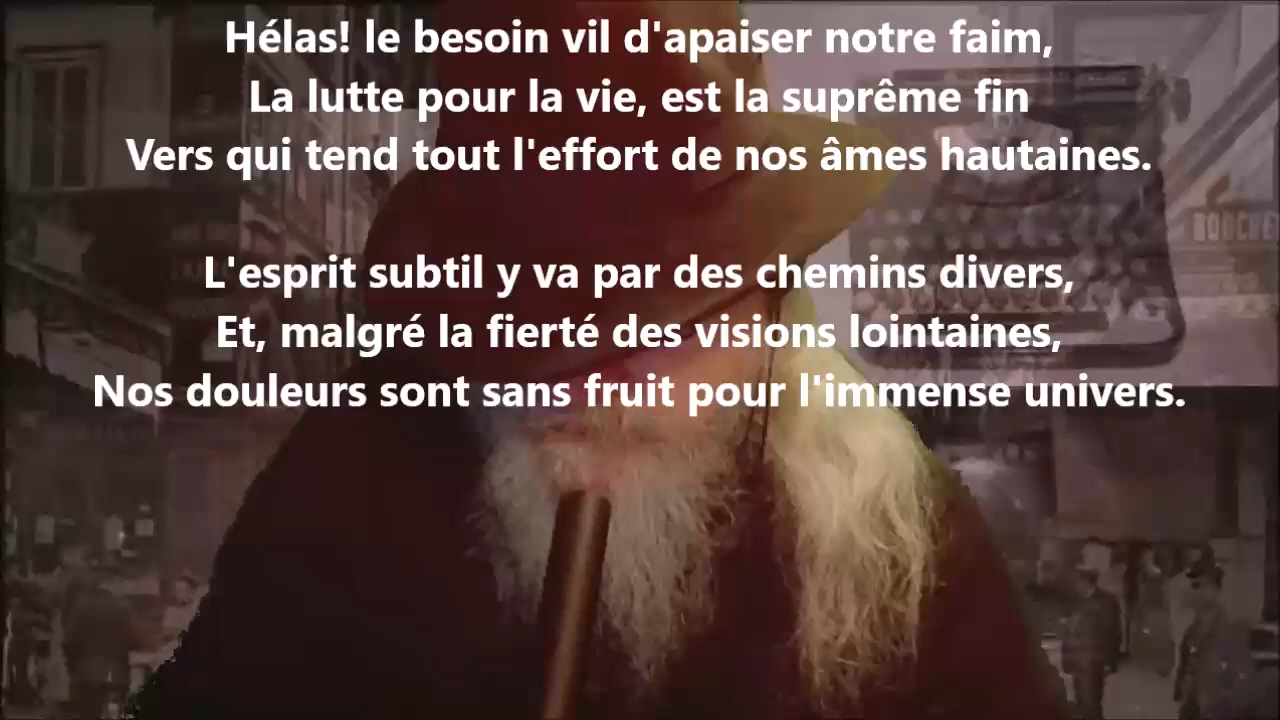 Hélas! le besoin vil d'apaiser notre faim,
La lutte pour la vie, est la suprême fin
Vers qui tend tout l'effort de nos âmes hautaines.
L'esprit subtil y va par des chemins divers,
Et, malgré la fierté des visions lointaines,
Nos douleurs sont sans fruit pour l'immense univers.